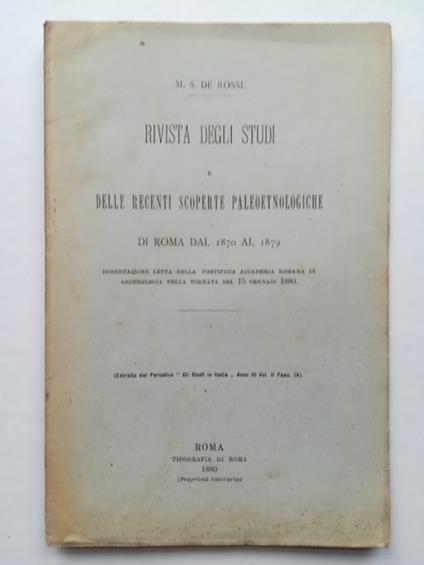 M. S. DE ROSSI.
RIVISTA DEGLI STUDI
E
DELLE RECENTI SCOPERTE PALEOETNOLOGICHE
DI ROMA DAL 1870 AL 1879
DISSERTAZIONE LETTA NELLA PONTIFICIA ACCADEMIA ROMANA DI
ARCHEOLOGIA NELLA TORNATA DEL 15 GENNAIO 1880.
(Estratto dal Periodico " Gli Studi in Italia „ Anno III Vol. II Fasc. IV)
ROMA
TIPOGRAFIA DI ROMA
1880
(Proprietà letteraria)